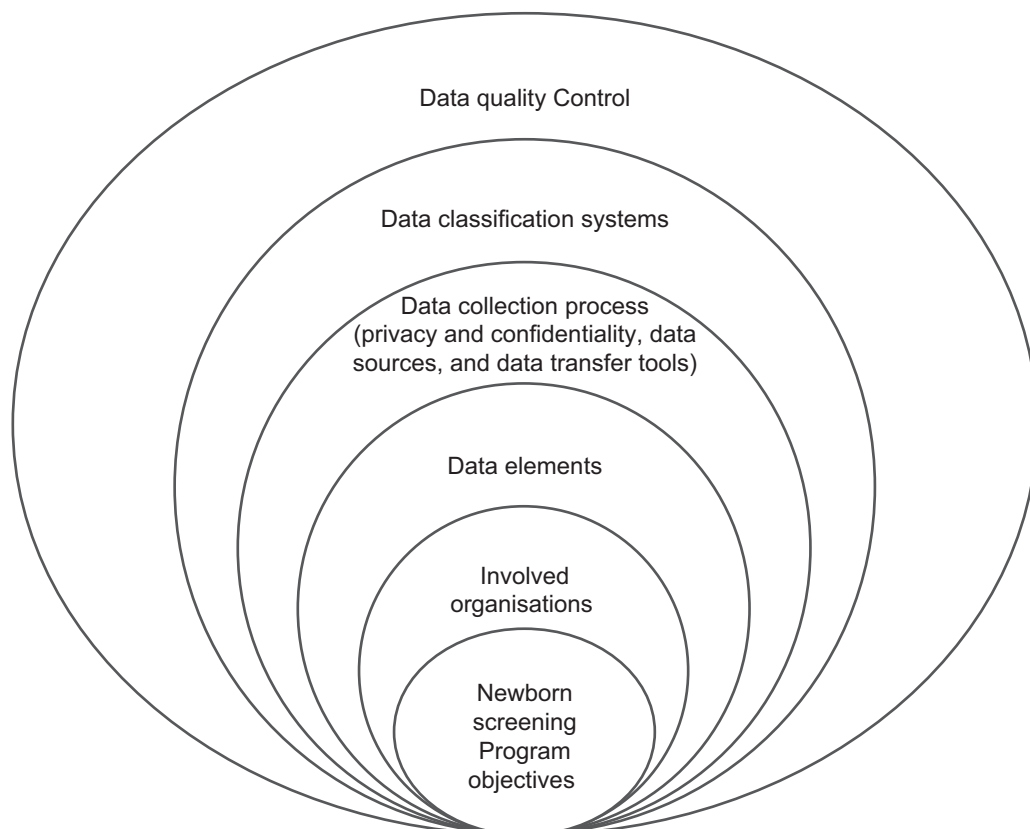 Data quality Control
Data classification systems
Data collection process
(privacy and confidentiality, data
sources, and data transfer tools)
Data elements
Involved
organisations
Newborn
screening
Program
objectives